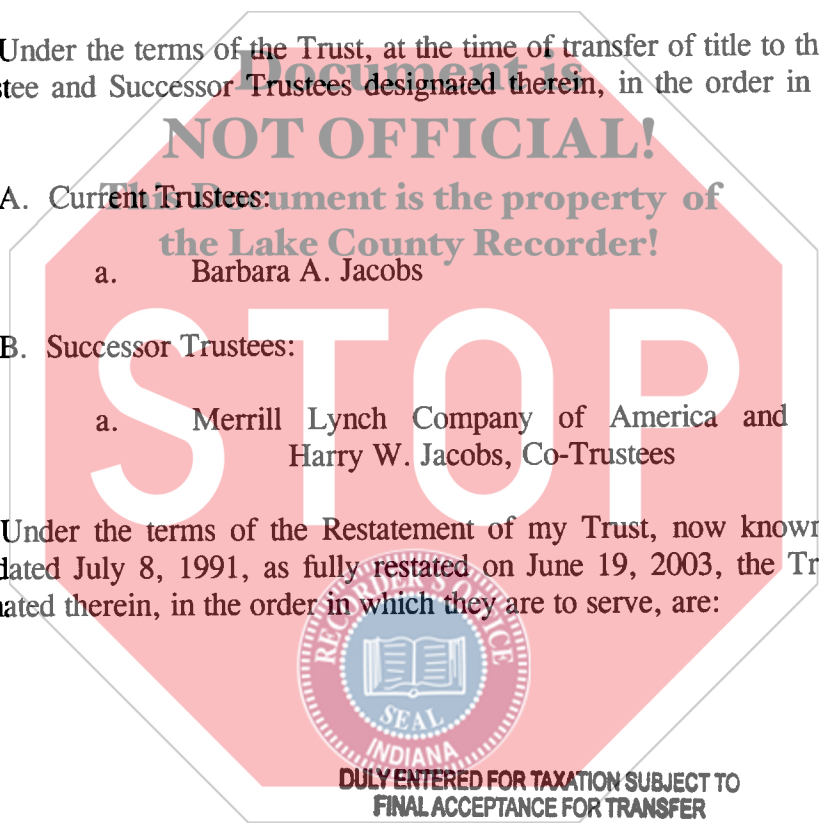 Under the terms of the Trust, at the time of transfer of title to th
stee and Successor Trustees designated therein, in the order in
Document is
NOT OFFICIAL!
This Document is the property of
the Lake County Recorder!
A. Current Trustees:
a. Barbara A. Jacobs
B. Successor Trustees:
a. Merrill Lynch Company of America and
Harry W. Jacobs, Co-Trustees
STOP
Under the terms of the Restatement of my Trust, now known
dated July 8, 1991, as fully restated on June 19, 2003, the Tr
nated therein, in the order in which they are to serve, are:
RECORDER'S OFFICE
SEAL
INDIANA
DULY ENTERED FOR TAXATION SUBJECT TO
FINAL ACCEPTANCE FOR TRANSFER